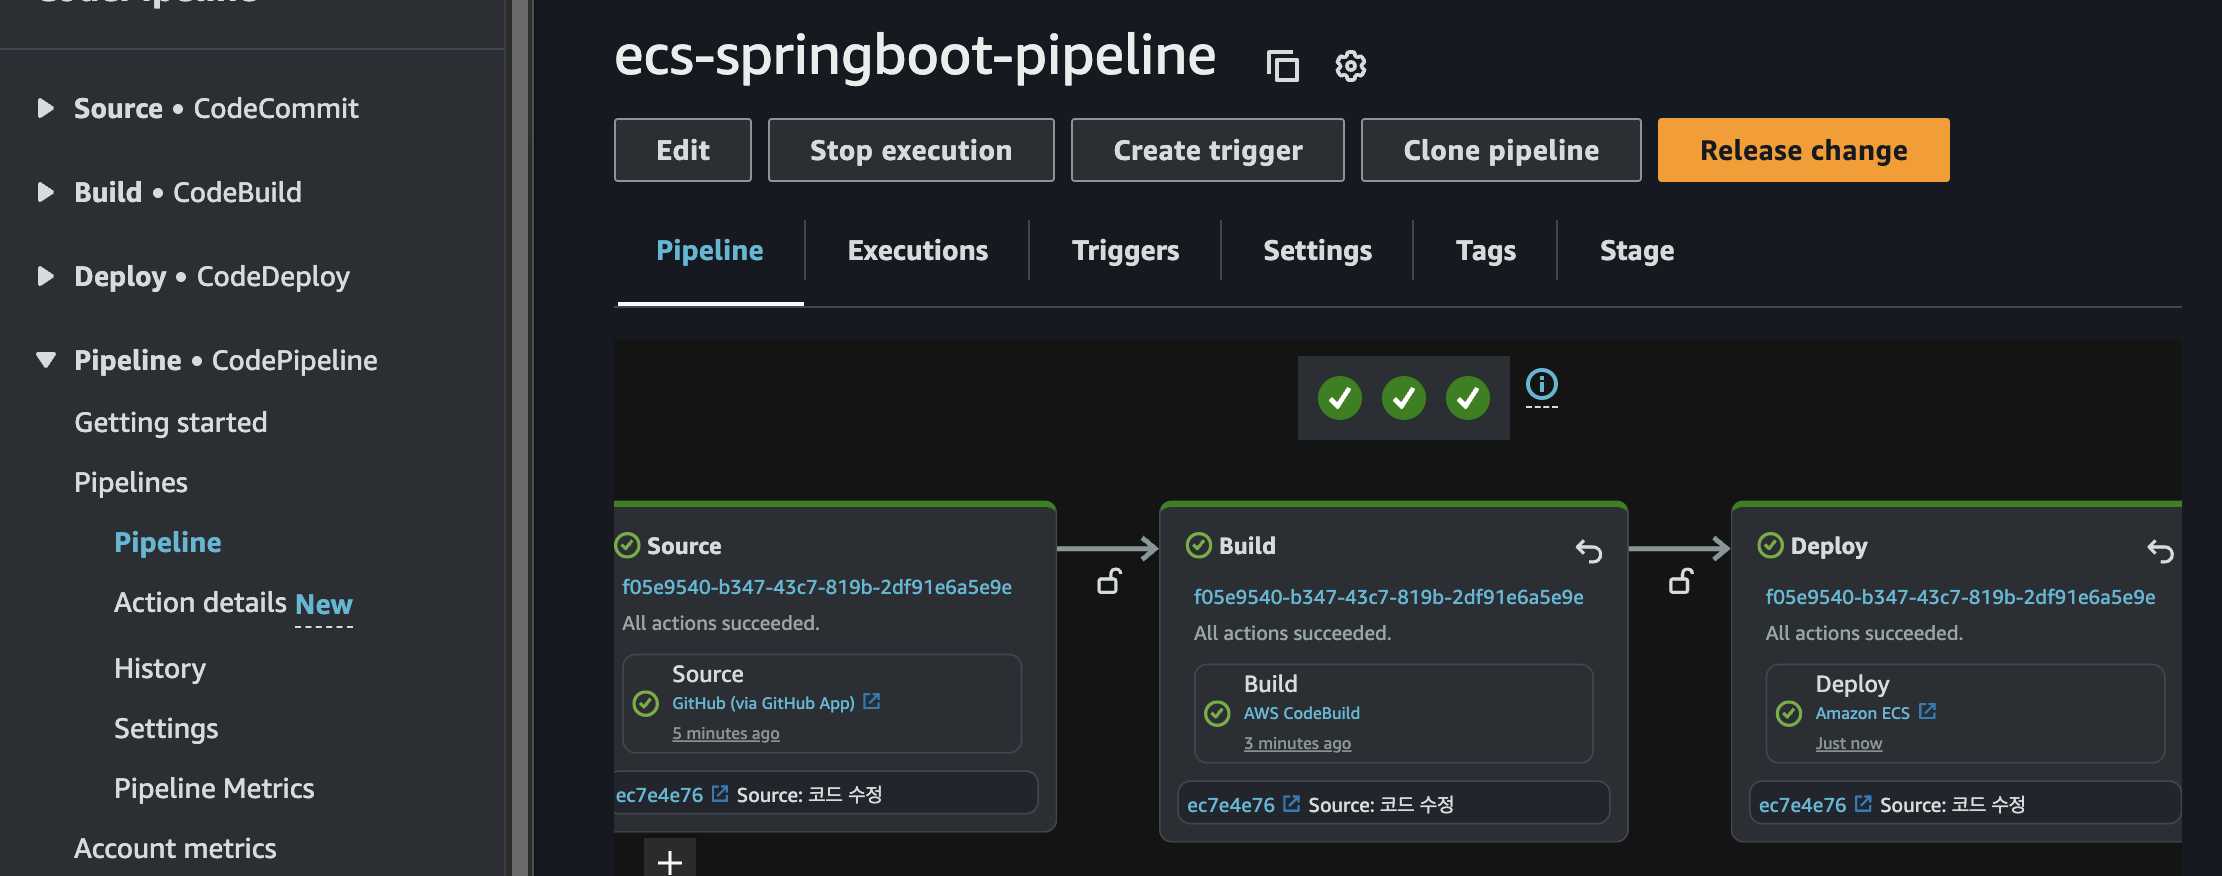 CodePipeline
Source • CodeCommit
Build • CodeBuild
Deploy • CodeDeploy
Pipeline • CodePipeline
Getting started
Pipelines
Pipeline
Action details New
History
Settings
Pipeline Metrics
Account metrics
ecs-springboot-pipeline
Edit
Stop execution
Create trigger
Clone pipeline
Release change
Pipeline
Executions
Triggers
Settings
Tags
Stage
Source
f05e9540-b347-43c7-819b-2df91e6a5e9e
All actions succeeded.
Source
GitHub (via GitHub App)
5 minutes ago
ec7e4e76 Source: 코드 수정
Build
f05e9540-b347-43c7-819b-2df91e6a5e9e
All actions succeeded.
Build
AWS CodeBuild
3 minutes ago
ec7e4e76 Source: 코드 수정
Deploy
f05e9540-b347-43c7-819b-2df91e6a5e9e
All actions succeeded.
Deploy
Amazon ECS
Just now
ec7e4e76 Source: 코드 수정